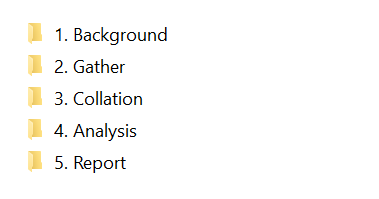 1. Background
2. Gather
3. Collation
4. Analysis
5. Report